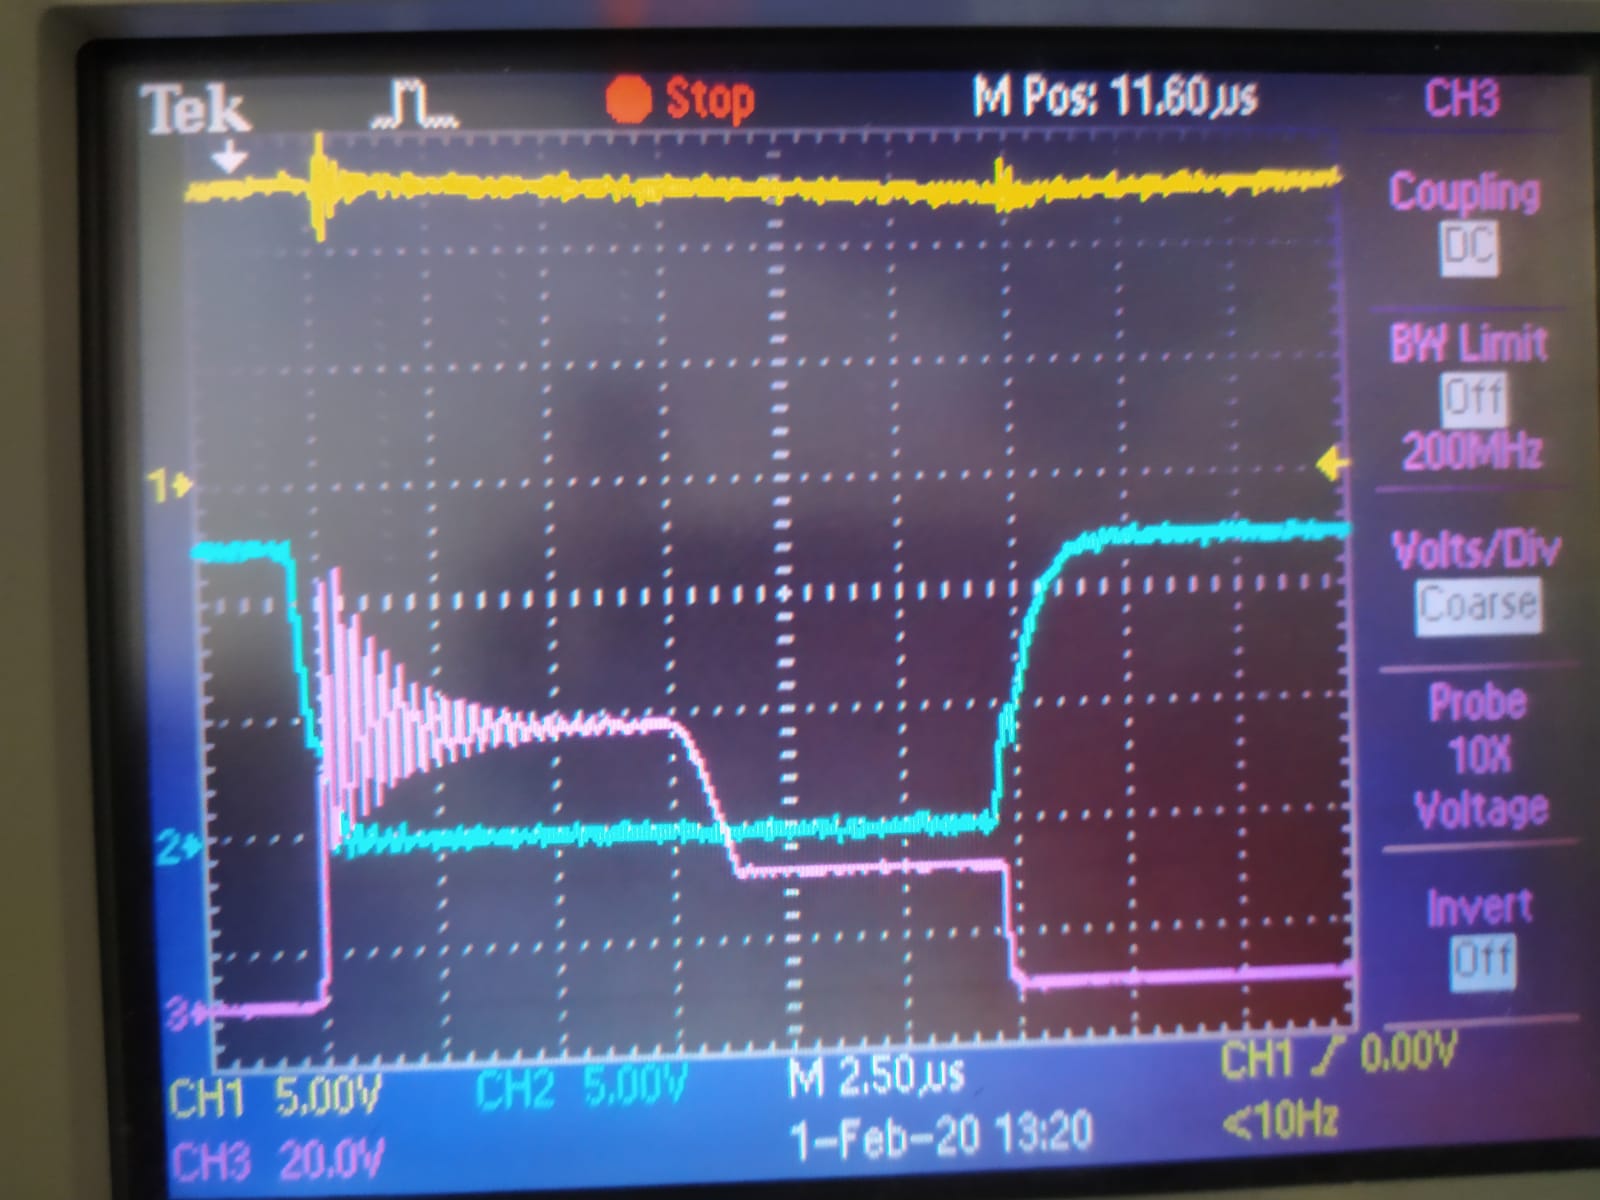 Tek Stop M Pos: 11.60µs CH3
Coupling
DC
BW Limit
Off
200MHz
1
Volts/Div
Coarse
Probe
10X
Voltage
2
Invert
Off
3
CH1 5.00V CH2 5.00V M 2.50µs CH1 0.00V
CH3 20.0V 1-Feb-20 13:20 <10Hz